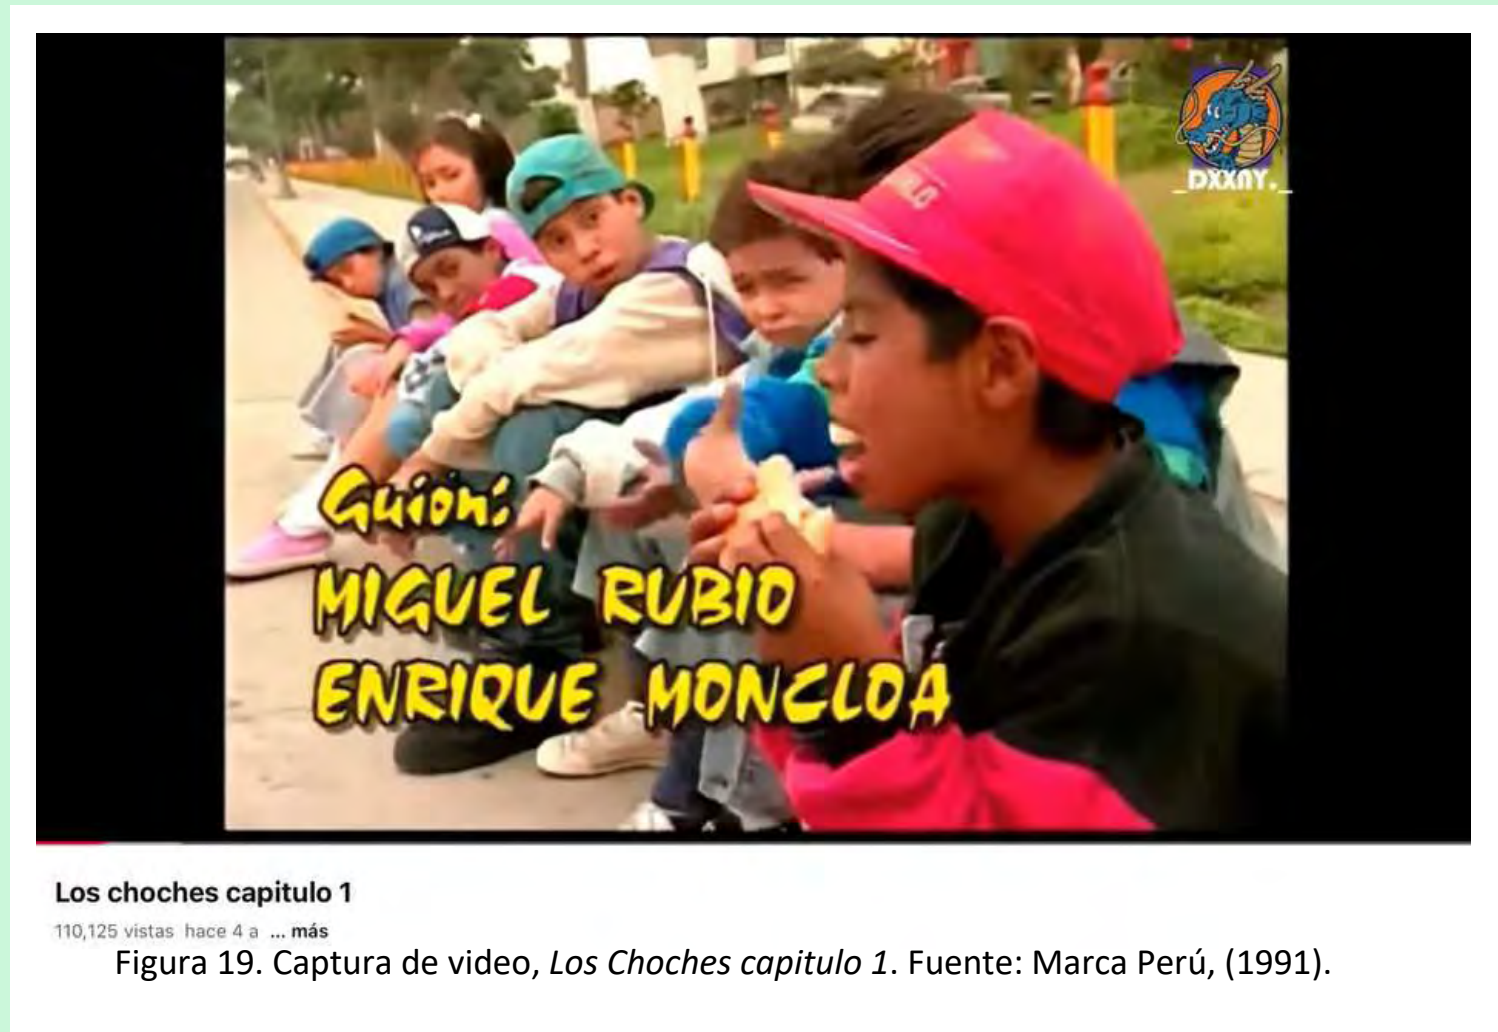 _DXXNY._
Guion:
MIGUEL RUBIO
ENRIQUE MONCLOA
Los choches capitulo 1
110,125 vistas hace 4 a ... más
Figura 19. Captura de video, Los Choches capitulo 1. Fuente: Marca Perú, (1991).